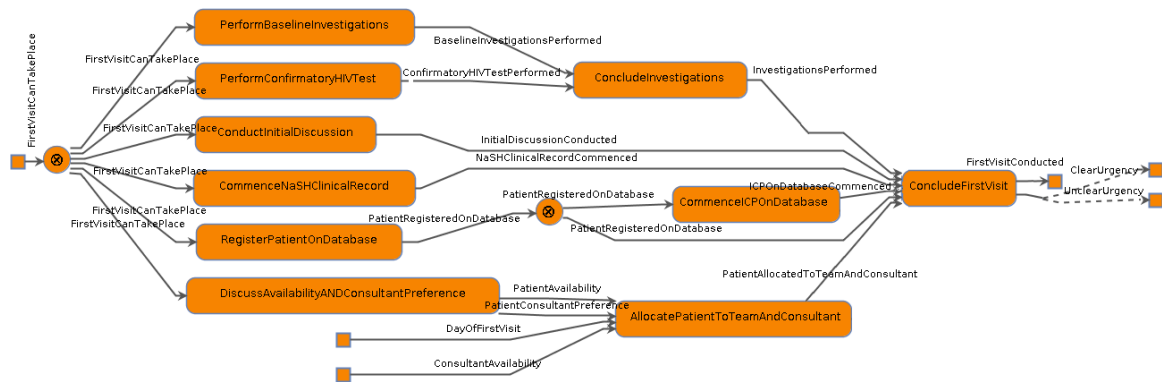 PerformBaselineInvestigations
BaselineInvestigationsPerformed
FirstVisitCanTakePlace
FirstVisitCanTakePlace
PerformConfirmatoryHIVTest
ConfirmatoryHIVTestPerformed
ConcludeInvestigations
InvestigationsPerformed
FirstVisitCanTakePlace
FirstVisitCanTakePlace
ConductInitialDiscussion
InitialDiscussionConducted
NaSHClinicalRecordCommenced
FirstVisitConducted
ClearUrgency
FirstVisitCanTakePlace
CommenceNaSHClinicalRecord
PatientRegisteredOnDatabase
ICPOnDatabaseCommenced
ConcludeFirstVisit
UnclearUrgency
FirstVisitCanTakePlace
PatientRegisteredOnDatabase
CommenceICPOnDatabase
FirstVisitCanTakePlace
RegisterPatientOnDatabase
PatientRegisteredOnDatabase
PatientAllocatedToTeamAndConsultant
DiscussAvailabilityANDConsultantPreference
PatientAvailability
PatientConsultantPreference
AllocatePatientToTeamAndConsultant
DayOfFirstVisit
ConsultantAvailability